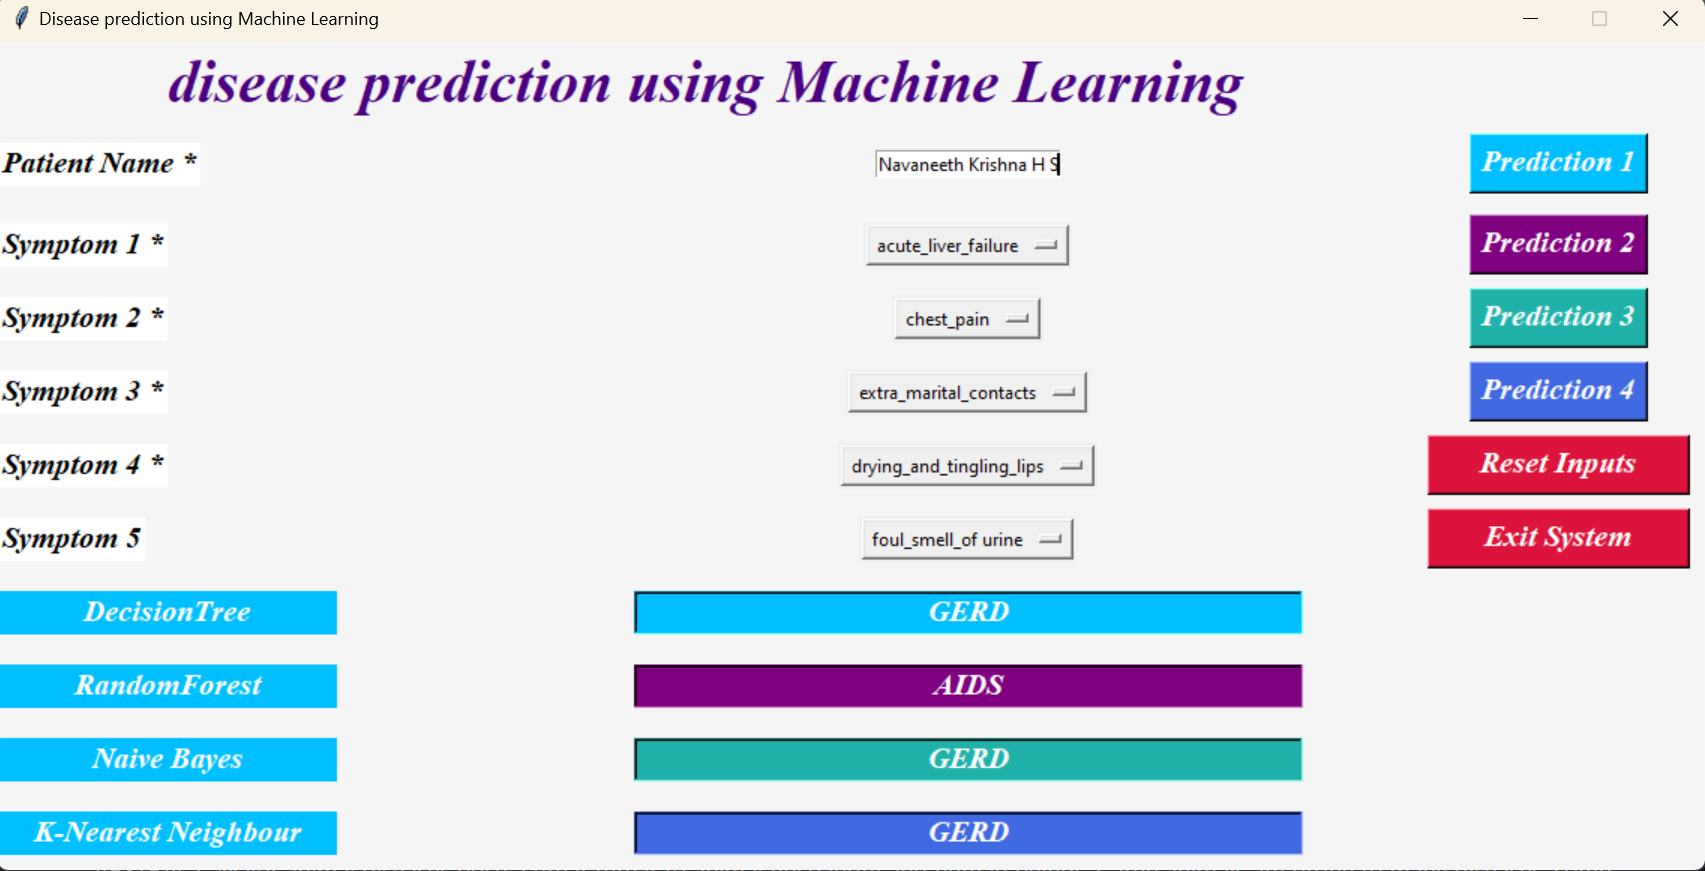 Disease prediction using Machine Learning
disease prediction using Machine Learning
Patient Name * Navaneeth Krishna H S Prediction 1
Symptom 1 * acute_liver_failure Prediction 2
Symptom 2 * chest_pain Prediction 3
Symptom 3 * extra_marital_contacts Prediction 4
Symptom 4 * drying_and_tingling_lips Reset Inputs
Symptom 5 foul_smell_of urine Exit System
DecisionTree GERD
RandomForest AIDS
Naive Bayes GERD
K-Nearest Neighbour GERD